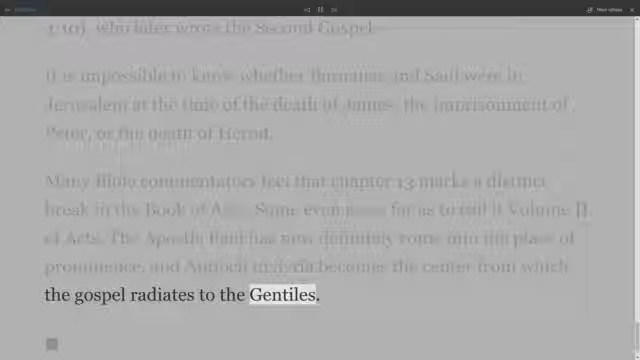 More options
1:10], who later wrote the Second Gospel.
It is impossible to know whether Barnabas and Saul were in
Jerusalem at the time of the death of James, the imprisonment of
Peter, or the death of Herod.
Many Bible commentators feel that chapter 13 marks a distinct
break in the Book of Acts. Some even go so far as to call it Volume II
of Acts. The Apostle Paul has now definitely come into the place of
prominence, and Antioch in Syria becomes the center from which
the gospel radiates to the Gentiles.